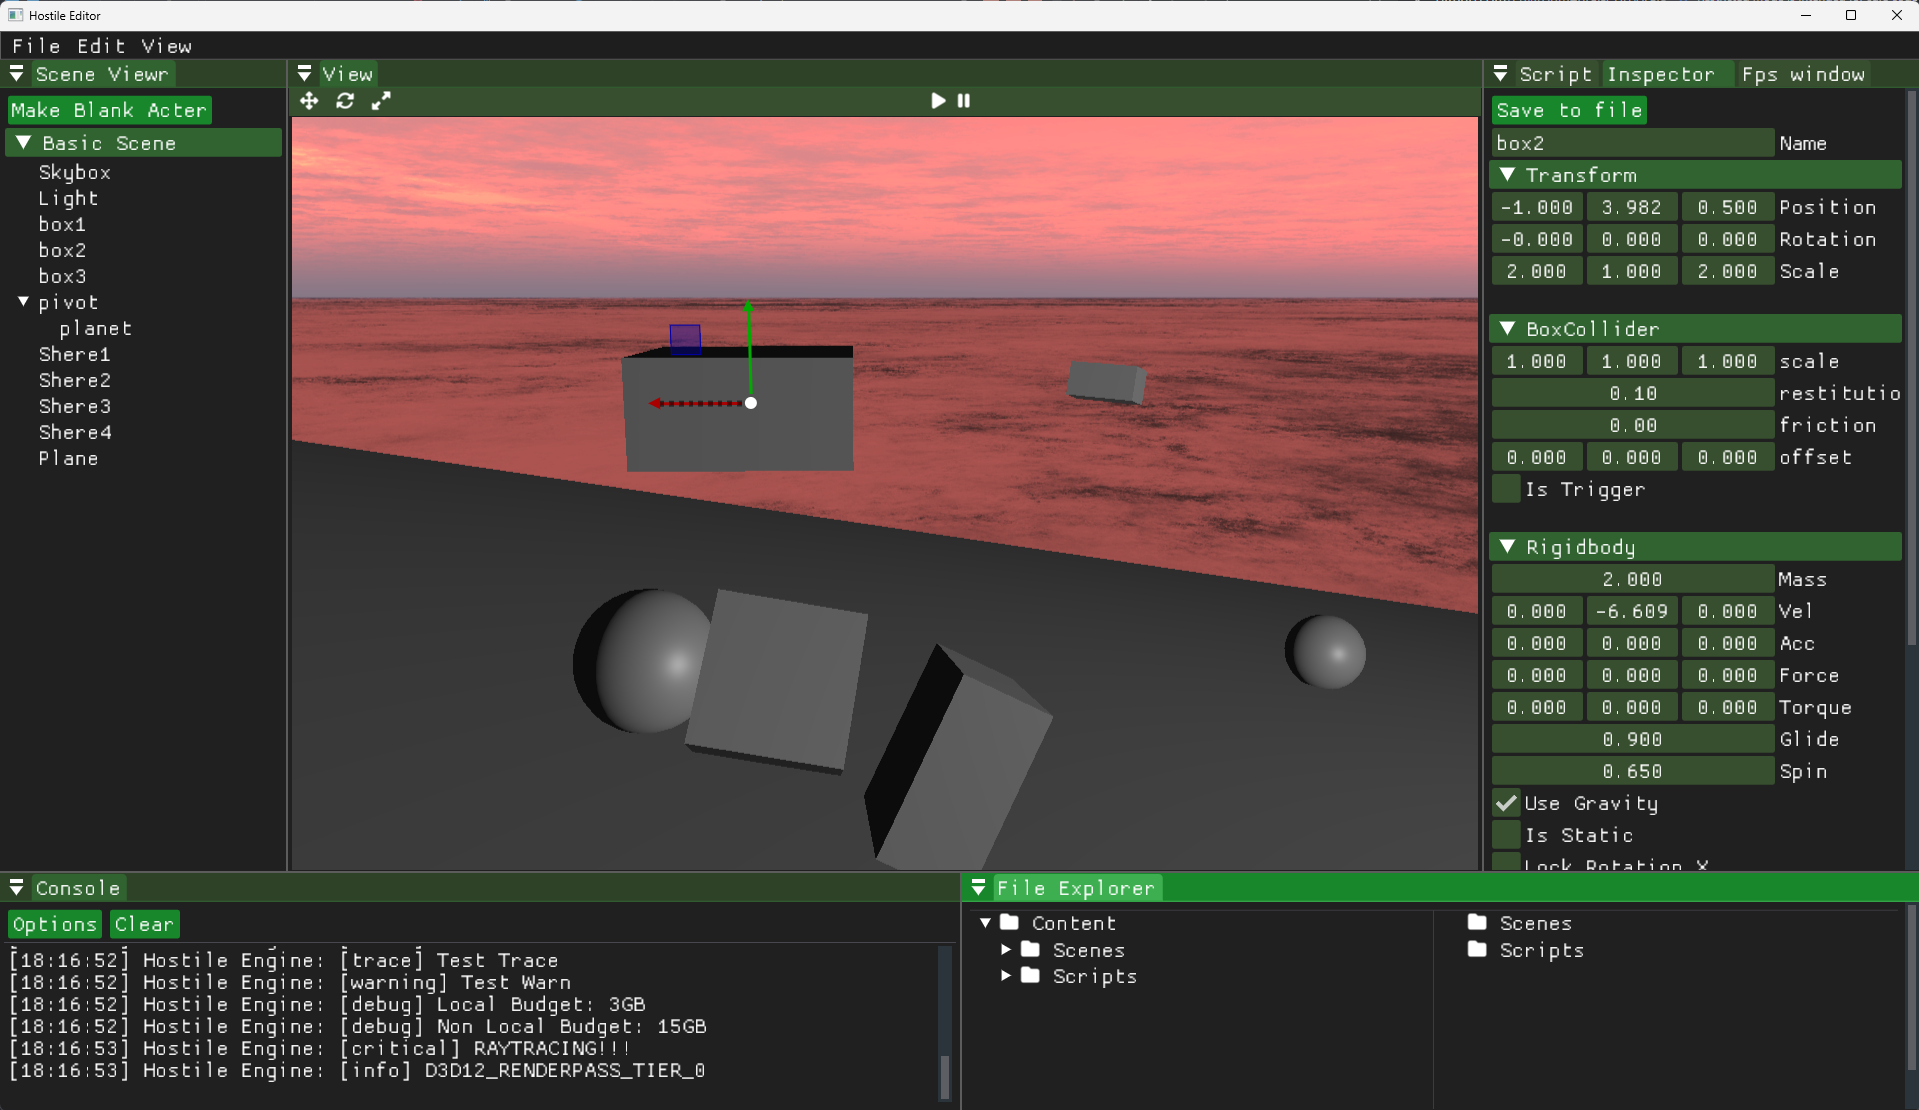 Hostile Editor
File Edit View
Scene Viewr
Make Blank Acter
Basic Scene
Skybox
Light
box1
box2
box3
pivot
planet
Shere1
Shere2
Shere3
Shere4
Plane
View
Script Inspector Fps window
Save to file
box2 Name
Transform
-1.000 3.982 0.500 Position
-0.000 0.000 0.000 Rotation
2.000 1.000 2.000 Scale
BoxCollider
1.000 1.000 1.000 scale
0.10 restitutio
0.00 friction
0.000 0.000 0.000 offset
Is Trigger
Rigidbody
2.000 Mass
0.000 -6.609 0.000 Vel
0.000 0.000 0.000 Acc
0.000 0.000 0.000 Force
0.000 0.000 0.000 Torque
0.900 Glide
0.650 Spin
Use Gravity
Is Static
Lock Rotation X
Console
Options Clear
[18:16:52] Hostile Engine: [trace] Test Trace
[18:16:52] Hostile Engine: [warning] Test Warn
[18:16:52] Hostile Engine: [debug] Local Budget: 3GB
[18:16:52] Hostile Engine: [debug] Non Local Budget: 15GB
[18:16:53] Hostile Engine: [critical] RAYTRACING!!!
[18:16:53] Hostile Engine: [info] D3D12_RENDERPASS_TIER_0
File Explorer
Content
Scenes
Scripts
Scenes
Scripts